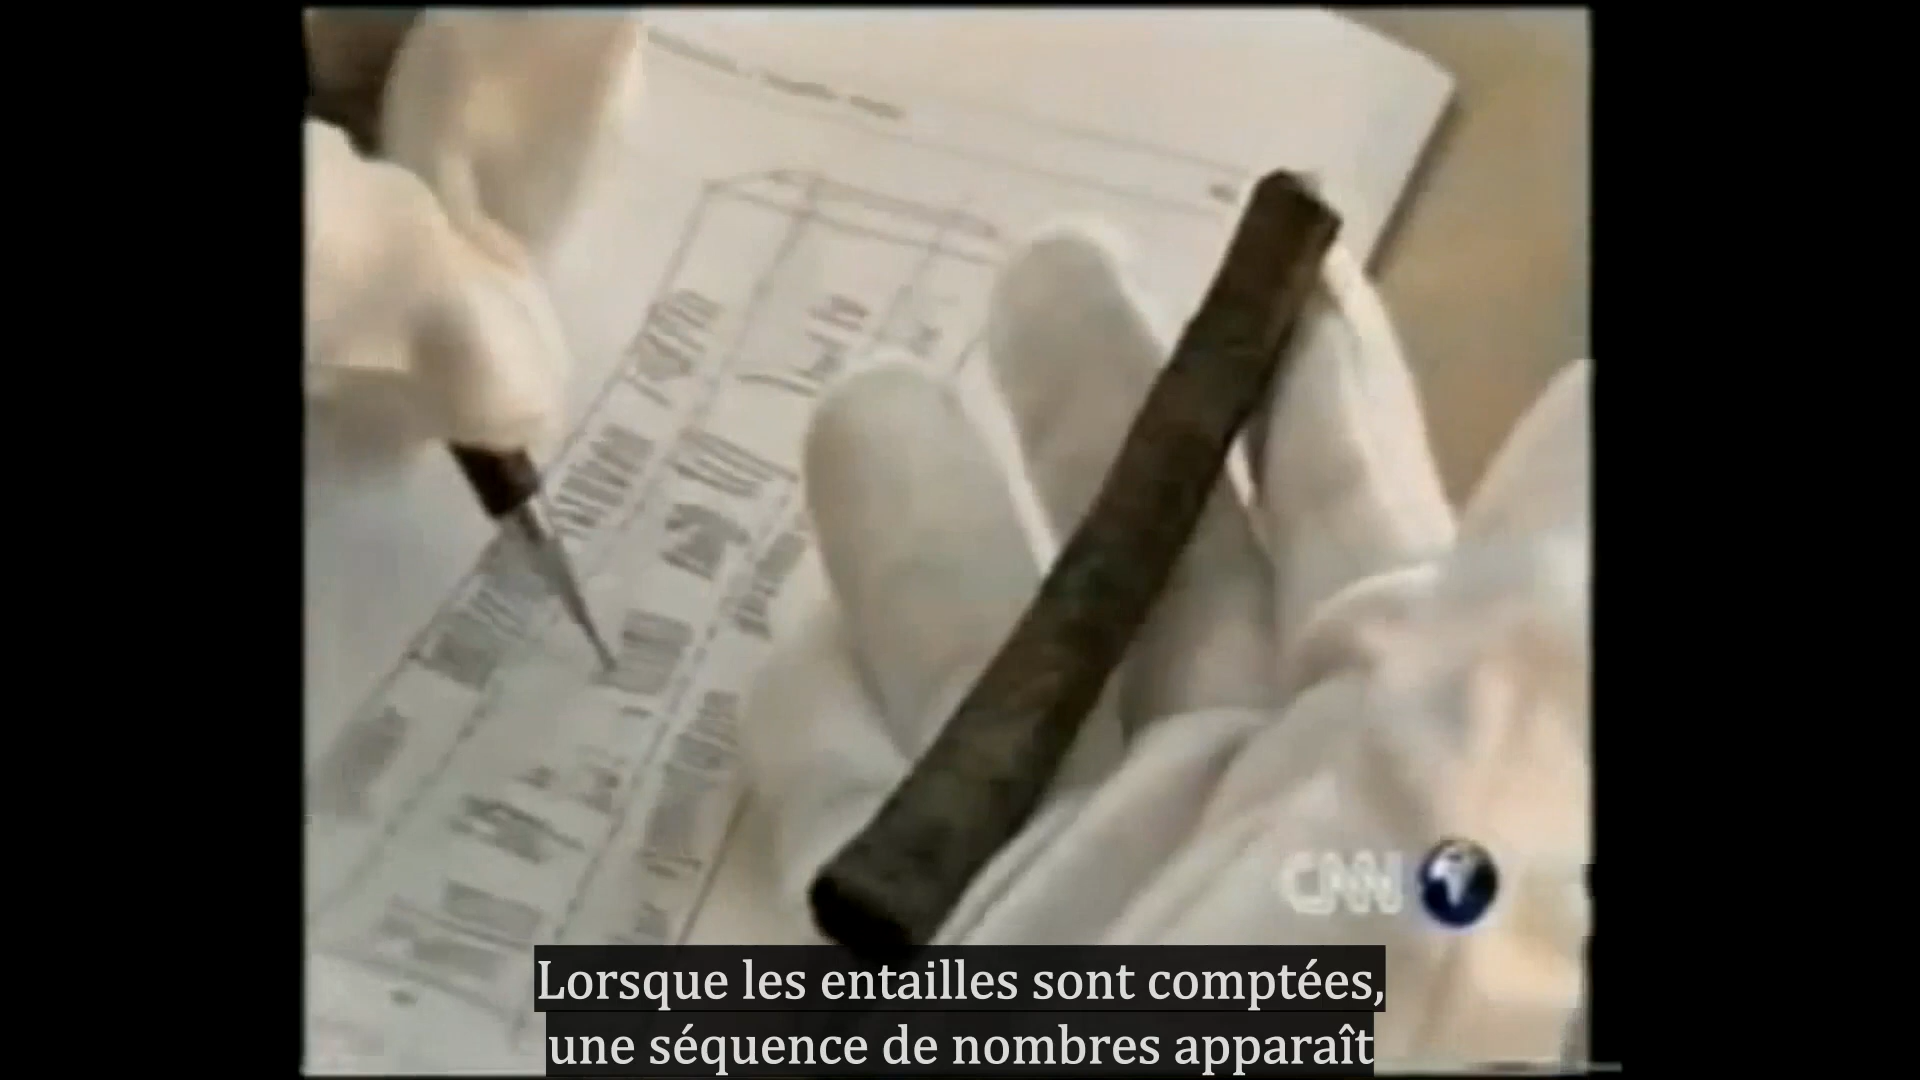 CNN
Lorsque les entailles sont comptées,
une séquence de nombres apparaît